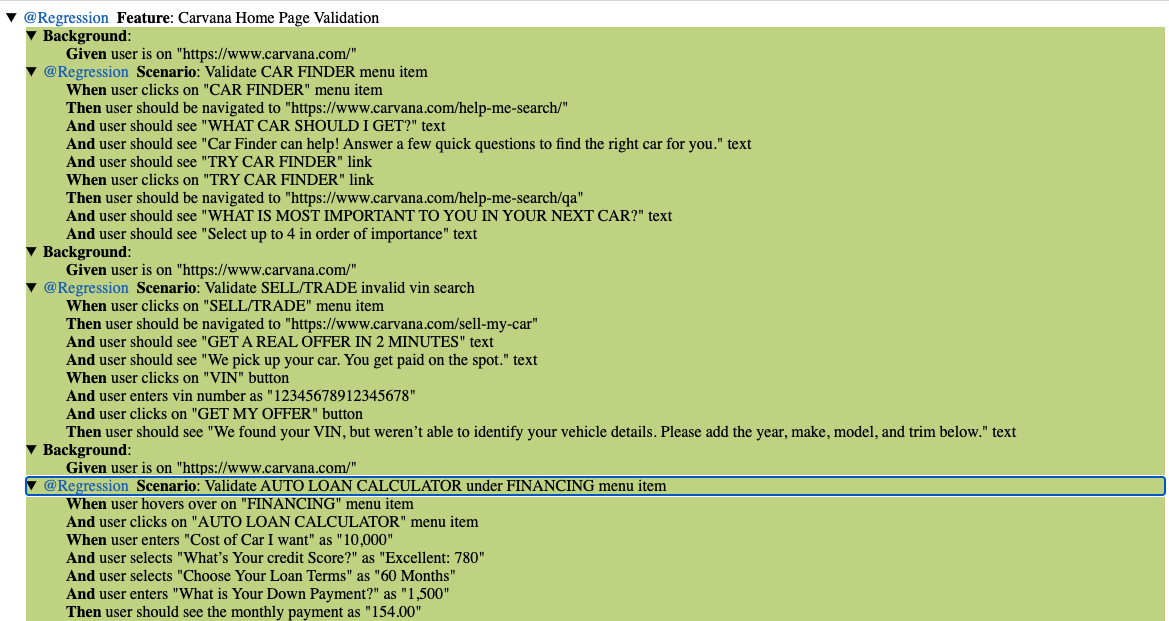 @Regression Feature: Carvana Home Page Validation
Background:
Given user is on "https://www.carvana.com/"
@Regression Scenario: Validate CAR FINDER menu item
When user clicks on "CAR FINDER" menu item
Then user should be navigated to "https://www.carvana.com/help-me-search/"
And user should see "WHAT CAR SHOULD I GET?" text
And user should see "Car Finder can help! Answer a few quick questions to find the right car for you." text
And user should see "TRY CAR FINDER" link
When user clicks on "TRY CAR FINDER" link
Then user should be navigated to "https://www.carvana.com/help-me-search/qa"
And user should see "WHAT IS MOST IMPORTANT TO YOU IN YOUR NEXT CAR?" text
And user should see "Select up to 4 in order of importance" text
Background:
Given user is on "https://www.carvana.com/"
@Regression Scenario: Validate SELL/TRADE invalid vin search
When user clicks on "SELL/TRADE" menu item
Then user should be navigated to "https://www.carvana.com/sell-my-car"
And user should see "GET A REAL OFFER IN 2 MINUTES" text
And user should see "We pick up your car. You get paid on the spot." text
When user clicks on "VIN" button
And user enters vin number as "12345678912345678"
And user clicks on "GET MY OFFER" button
Then user should see "We found your VIN, but weren’t able to identify your vehicle details. Please add the year, make, model, and trim below." text
Background:
Given user is on "https://www.carvana.com/"
@Regression Scenario: Validate AUTO LOAN CALCULATOR under FINANCING menu item
When user hovers over on "FINANCING" menu item
And user clicks on "AUTO LOAN CALCULATOR" menu item
When user enters "Cost of Car I want" as "10,000"
And user selects "What’s Your credit Score?" as "Excellent: 780"
And user selects "Choose Your Loan Terms" as "60 Months"
And user enters "What is Your Down Payment?" as "1,500"
Then user should see the monthly payment as "154.00"